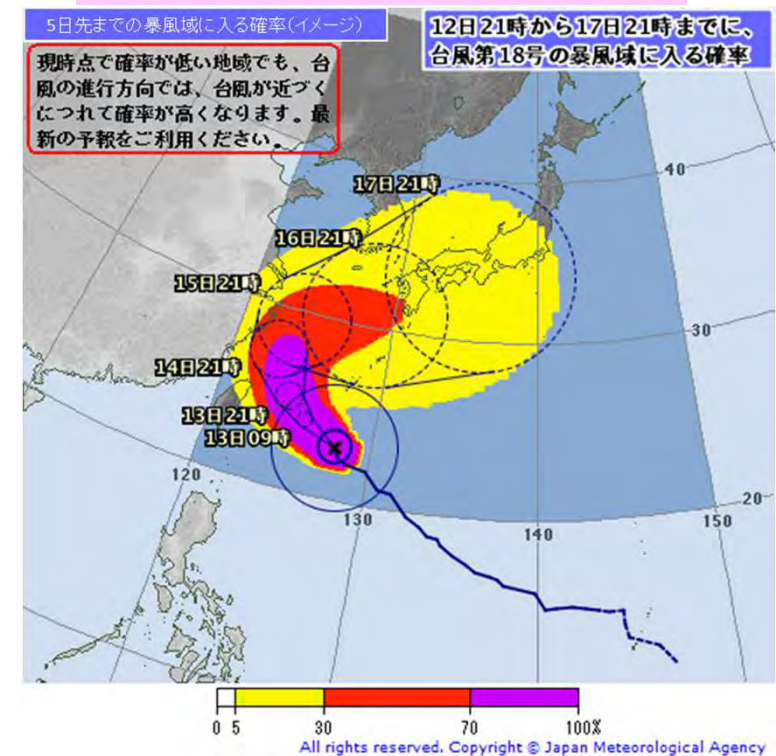 5日先までの暴風域に入る確率(イメージ)
12日21時から17日21時までに、
台風第18号の暴風域に入る確率
現時点で確率が低い地域でも、台
風の進行方向では、台風が近づく
につれて確率が高くなります。最
新の予報をご利用ください。
17日21時
40
16日21時
15日21時
30
14日21時
13日21時
13日09時
120
20
130
150
140
0 5 30 70 100%
All rights reserved. Copyright © Japan Meteorological Agency